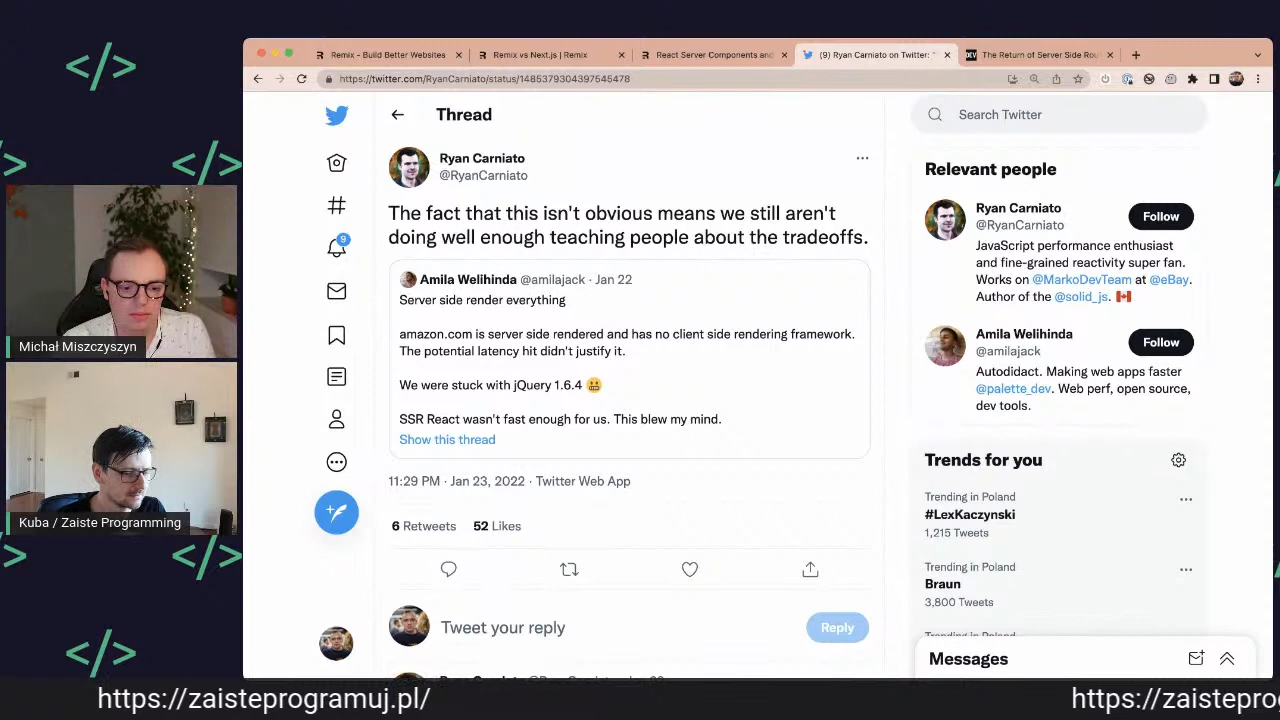 Remix - Build Better Websites
Remix vs Next.js | Remix
React Server Components and
(9) Ryan Carniato on Twitter: "
DEV
The Return of Server Side Rou
https://twitter.com/RyanCarniato/status/1485379304397545478
Thread
Search Twitter
Ryan Carniato
@RyanCarniato
The fact that this isn't obvious means we still aren't
doing well enough teaching people about the tradeoffs.
Amila Welihinda @amilajack · Jan 22
Server side render everything
amazon.com is server side rendered and has no client side rendering framework.
The potential latency hit didn't justify it.
We were stuck with jQuery 1.6.4 😬
SSR React wasn't fast enough for us. This blew my mind.
Show this thread
11:29 PM · Jan 23, 2022 · Twitter Web App
6 Retweets 52 Likes
Tweet your reply
Reply
9
Relevant people
Ryan Carniato
@RyanCarniato
Follow
JavaScript performance enthusiast
and fine-grained reactivity super fan.
Works on @MarkoDevTeam at @eBay.
Author of the @solid_js. 🇨🇦
Amila Welihinda
@amilajack
Follow
Autodidact. Making web apps faster
@palette_dev. Web perf, open source,
dev tools.
Trends for you
Trending in Poland
#LexKaczynski
1,215 Tweets
Trending in Poland
Braun
3,800 Tweets
Messages
</>
</>
</>
</>
</>
</>
Michał Miszczyszyn
Kuba / Zaiste Programming
https://zaisteprogramuj.pl/
https://zaistepro